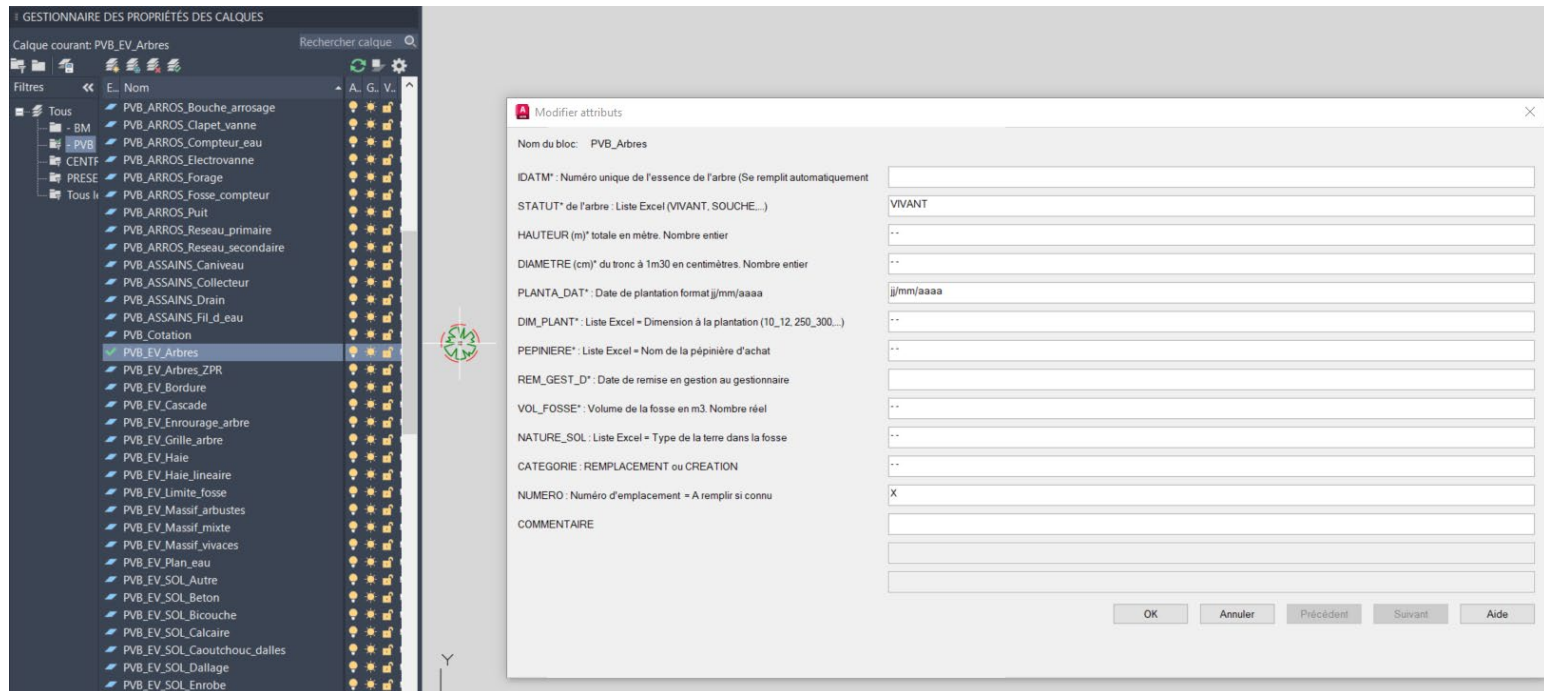 GESTIONNAIRE DES PROPRIÉTÉS DES CALQUES
Calque courant: PVB_EV_Arbres
Rechercher calque
Filtres
E.. Nom
A.. G.. V..
Tous
- BM
- PVB
CENTR
PRESE
Tous l
PVB_ARROS_Bouche_arrosage
PVB_ARROS_Clapet_vanne
PVB_ARROS_Compteur_eau
PVB_ARROS_Electrovanne
PVB_ARROS_Forage
PVB_ARROS_Fosse_compteur
PVB_ARROS_Puit
PVB_ARROS_Reseau_primaire
PVB_ARROS_Reseau_secondaire
PVB_ASSAINS_Caniveau
PVB_ASSAINS_Collecteur
PVB_ASSAINS_Drain
PVB_ASSAINS_Fil_d_eau
PVB_Cotation
PVB_EV_Arbres
PVB_EV_Arbres_ZPR
PVB_EV_Bordure
PVB_EV_Cascade
PVB_EV_Enrourage_arbre
PVB_EV_Grille_arbre
PVB_EV_Haie
PVB_EV_Haie_lineaire
PVB_EV_Limite_fosse
PVB_EV_Massif_arbustes
PVB_EV_Massif_mixte
PVB_EV_Massif_vivaces
PVB_EV_Plan_eau
PVB_EV_SOL_Autre
PVB_EV_SOL_Beton
PVB_EV_SOL_Bicouche
PVB_EV_SOL_Calcaire
PVB_EV_SOL_Caoutchouc_dalles
PVB_EV_SOL_Dallage
PVB_EV_SOL_Enrobe
Y
Modifier attributs
Nom du bloc: PVB_Arbres
IDATM* : Numéro unique de l'essence de l'arbre (Se remplit automatiquement
STATUT* de l'arbre : Liste Excel (VIVANT, SOUCHE,...) VIVANT
HAUTEUR (m)* totale en mètre. Nombre entier - -
DIAMETRE (cm)* du tronc à 1m30 en centimètres. Nombre entier - -
PLANTA_DAT* : Date de plantation format jj/mm/aaaa jj/mm/aaaa
DIM_PLANT* : Liste Excel = Dimension à la plantation (10_12, 250_300,...) - -
PEPINIERE* : Liste Excel = Nom de la pépinière d'achat - -
REM_GEST_D* : Date de remise en gestion au gestionnaire
VOL_FOSSE* : Volume de la fosse en m3. Nombre réel - -
NATURE_SOL : Liste Excel = Type de la terre dans la fosse - -
CATEGORIE : REMPLACEMENT ou CREATION - -
NUMERO : Numéro d'emplacement = A remplir si connu X
COMMENTAIRE
OK Annuler Précédent Suivant Aide